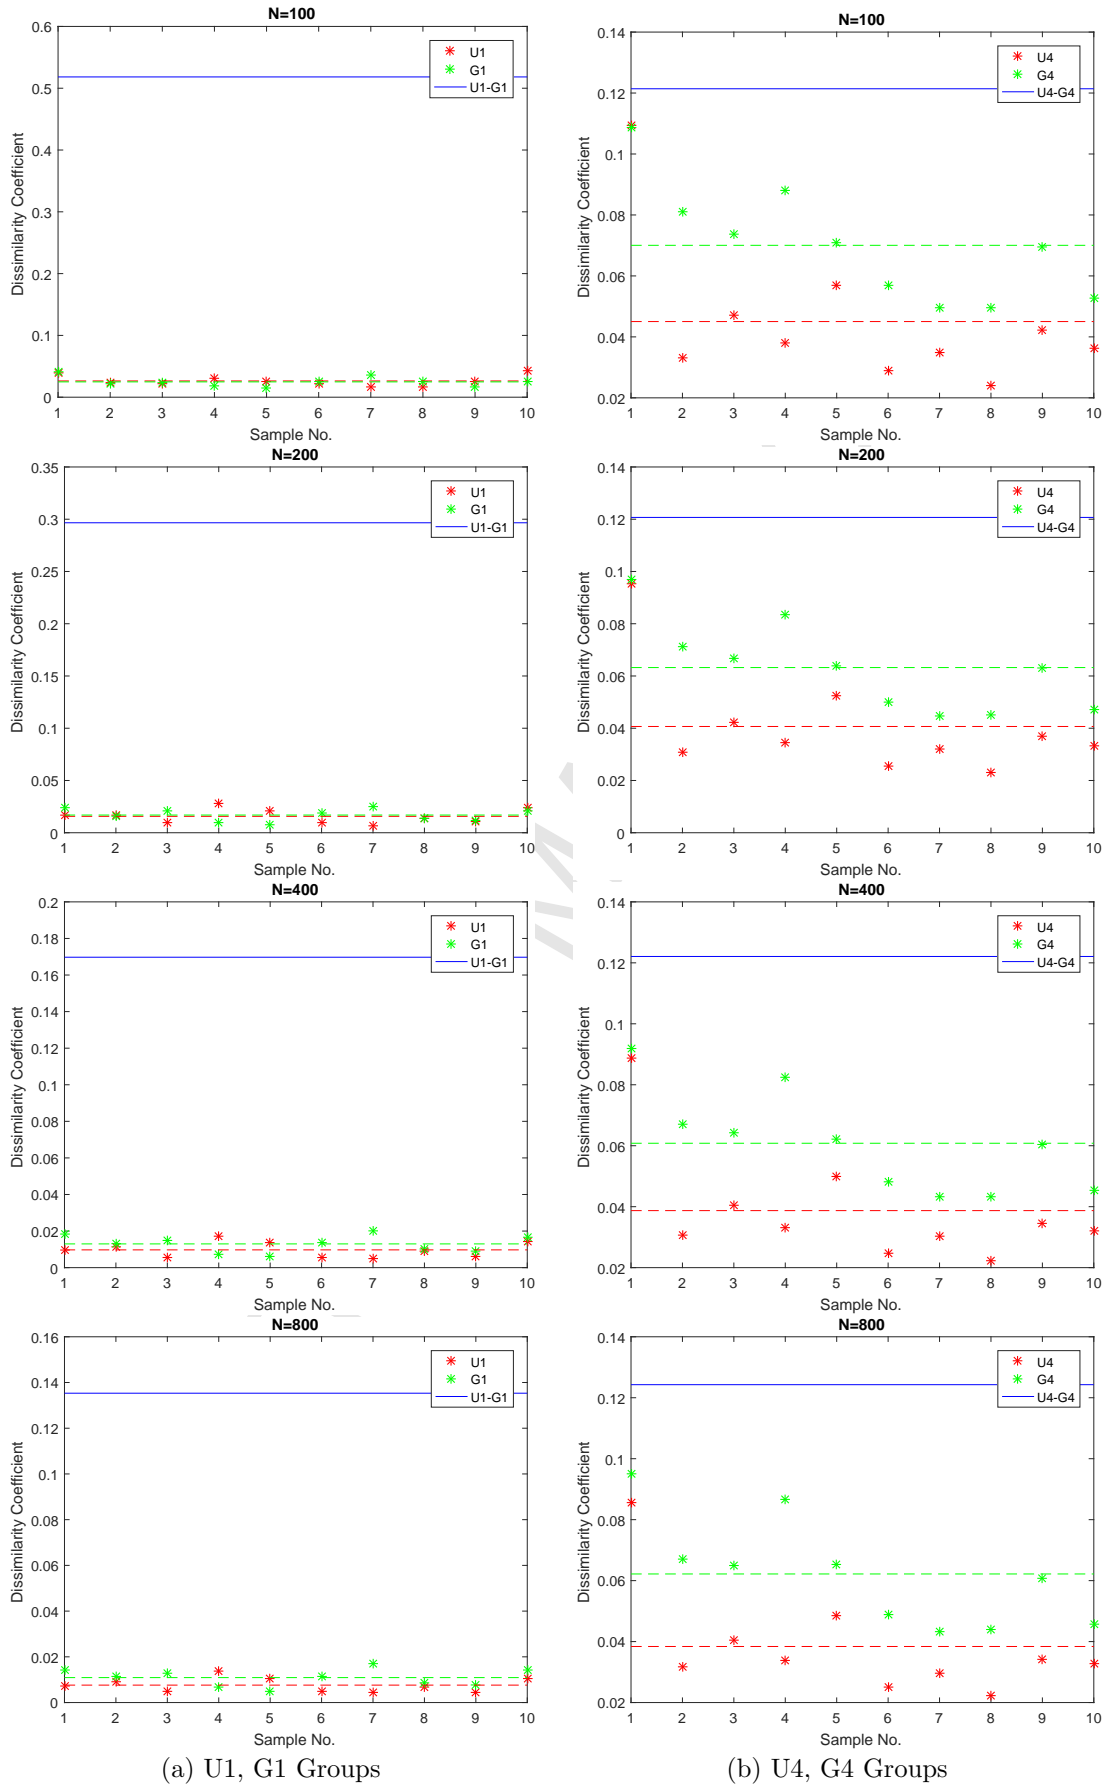 N=100
0.6
0.5
0.4
0.3
0.2
0.1
0
Dissimilarity Coefficient
U1
G1
U1-G1
1 2 3 4 5 6 7 8 9 10
Sample No.
N=100
0.14
0.12
0.1
0.08
0.06
0.04
0.02
Dissimilarity Coefficient
U4
G4
U4-G4
1 2 3 4 5 6 7 8 9 10
Sample No.
N=200
0.35
0.3
0.25
0.2
0.15
0.1
0.05
0
Dissimilarity Coefficient
U1
G1
U1-G1
1 2 3 4 5 6 7 8 9 10
Sample No.
N=200
0.14
0.12
0.1
0.08
0.06
0.04
0.02
0
Dissimilarity Coefficient
U4
G4
U4-G4
1 2 3 4 5 6 7 8 9 10
Sample No.
N=400
0.2
0.18
0.16
0.14
0.12
0.1
0.08
0.06
0.04
0.02
0
Dissimilarity Coefficient
U1
G1
U1-G1
1 2 3 4 5 6 7 8 9 10
Sample No.
N=400
0.14
0.12
0.1
0.08
0.06
0.04
0.02
Dissimilarity Coefficient
U4
G4
U4-G4
1 2 3 4 5 6 7 8 9 10
Sample No.
N=800
0.16
0.14
0.12
0.1
0.08
0.06
0.04
0.02
0
Dissimilarity Coefficient
U1
G1
U1-G1
1 2 3 4 5 6 7 8 9 10
Sample No.
N=800
0.14
0.12
0.1
0.08
0.06
0.04
0.02
Dissimilarity Coefficient
U4
G4
U4-G4
1 2 3 4 5 6 7 8 9 10
Sample No.
(a) U1, G1 Groups
(b) U4, G4 Groups